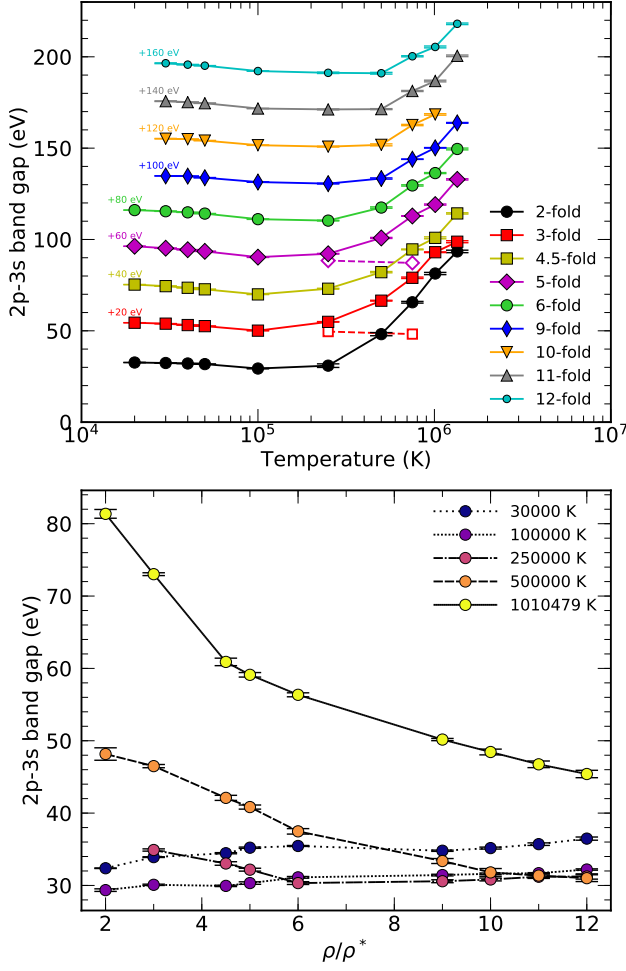 200
150
100
50
0
2p-3s band gap (eV)
+160 eV
+140 eV
+120 eV
+100 eV
+80 eV
+60 eV
+40 eV
+20 eV
2-fold
3-fold
4.5-fold
5-fold
6-fold
9-fold
10-fold
11-fold
12-fold
10^4 10^5 10^6 10^7
Temperature (K)
80
70
60
50
40
30
2p-3s band gap (eV)
30000 K
100000 K
250000 K
500000 K
1010479 K
2 4 6 8 10 12
ρ/ρ*